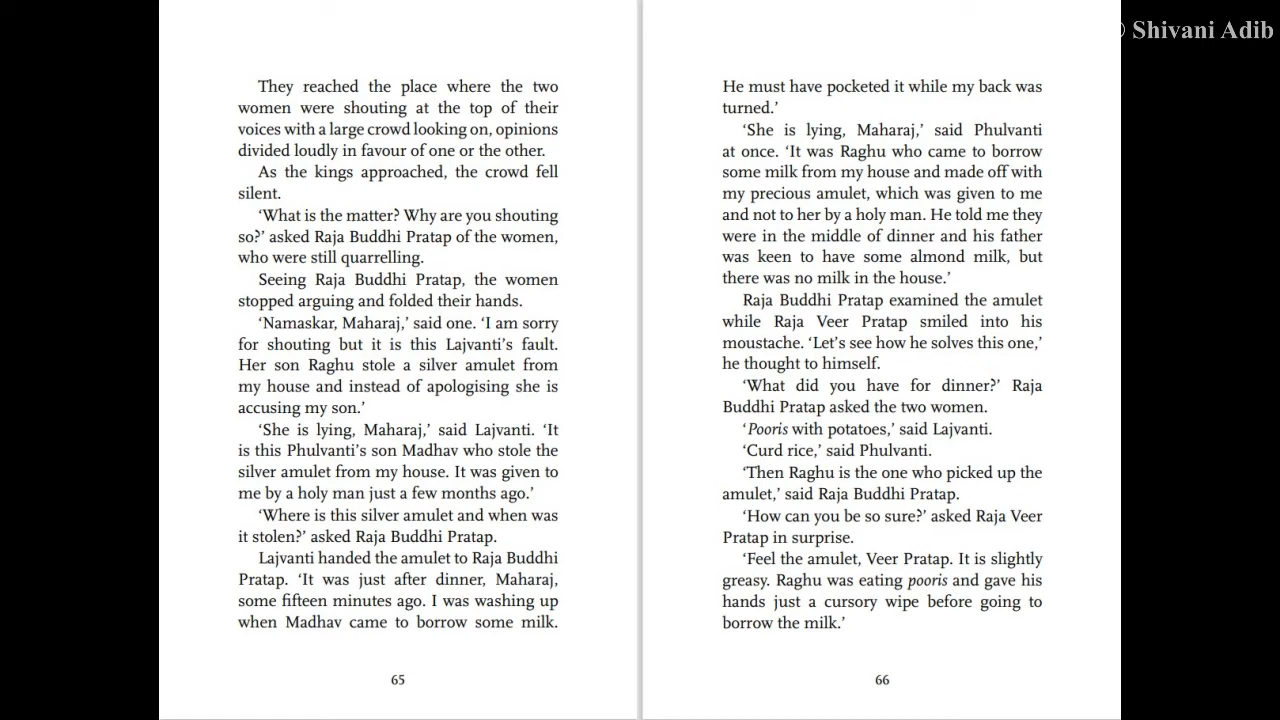 Shivani Adib
They reached the place where the two
women were shouting at the top of their
voices with a large crowd looking on, opinions
divided loudly in favour of one or the other.
As the kings approached, the crowd fell
silent.
‘What is the matter? Why are you shouting
so?’ asked Raja Buddhi Pratap of the women,
who were still quarrelling.
Seeing Raja Buddhi Pratap, the women
stopped arguing and folded their hands.
‘Namaskar, Maharaj,’ said one. ‘I am sorry
for shouting but it is this Lajvanti’s fault.
Her son Raghu stole a silver amulet from
my house and instead of apologising she is
accusing my son.’
‘She is lying, Maharaj,’ said Lajvanti. ‘It
is this Phulvanti’s son Madhav who stole the
silver amulet from my house. It was given to
me by a holy man just a few months ago.’
‘Where is this silver amulet and when was
it stolen?’ asked Raja Buddhi Pratap.
Lajvanti handed the amulet to Raja Buddhi
Pratap. ‘It was just after dinner, Maharaj,
some fifteen minutes ago. I was washing up
when Madhav came to borrow some milk.
65
He must have pocketed it while my back was
turned.’
‘She is lying, Maharaj,’ said Phulvanti
at once. ‘It was Raghu who came to borrow
some milk from my house and made off with
my precious amulet, which was given to me
and not to her by a holy man. He told me they
were in the middle of dinner and his father
was keen to have some almond milk, but
there was no milk in the house.’
Raja Buddhi Pratap examined the amulet
while Raja Veer Pratap smiled into his
moustache. ‘Let’s see how he solves this one,’
he thought to himself.
‘What did you have for dinner?’ Raja
Buddhi Pratap asked the two women.
‘Pooris with potatoes,’ said Lajvanti.
‘Curd rice,’ said Phulvanti.
‘Then Raghu is the one who picked up the
amulet,’ said Raja Buddhi Pratap.
‘How can you be so sure?’ asked Raja Veer
Pratap in surprise.
‘Feel the amulet, Veer Pratap. It is slightly
greasy. Raghu was eating pooris and gave his
hands just a cursory wipe before going to
borrow the milk.’
66